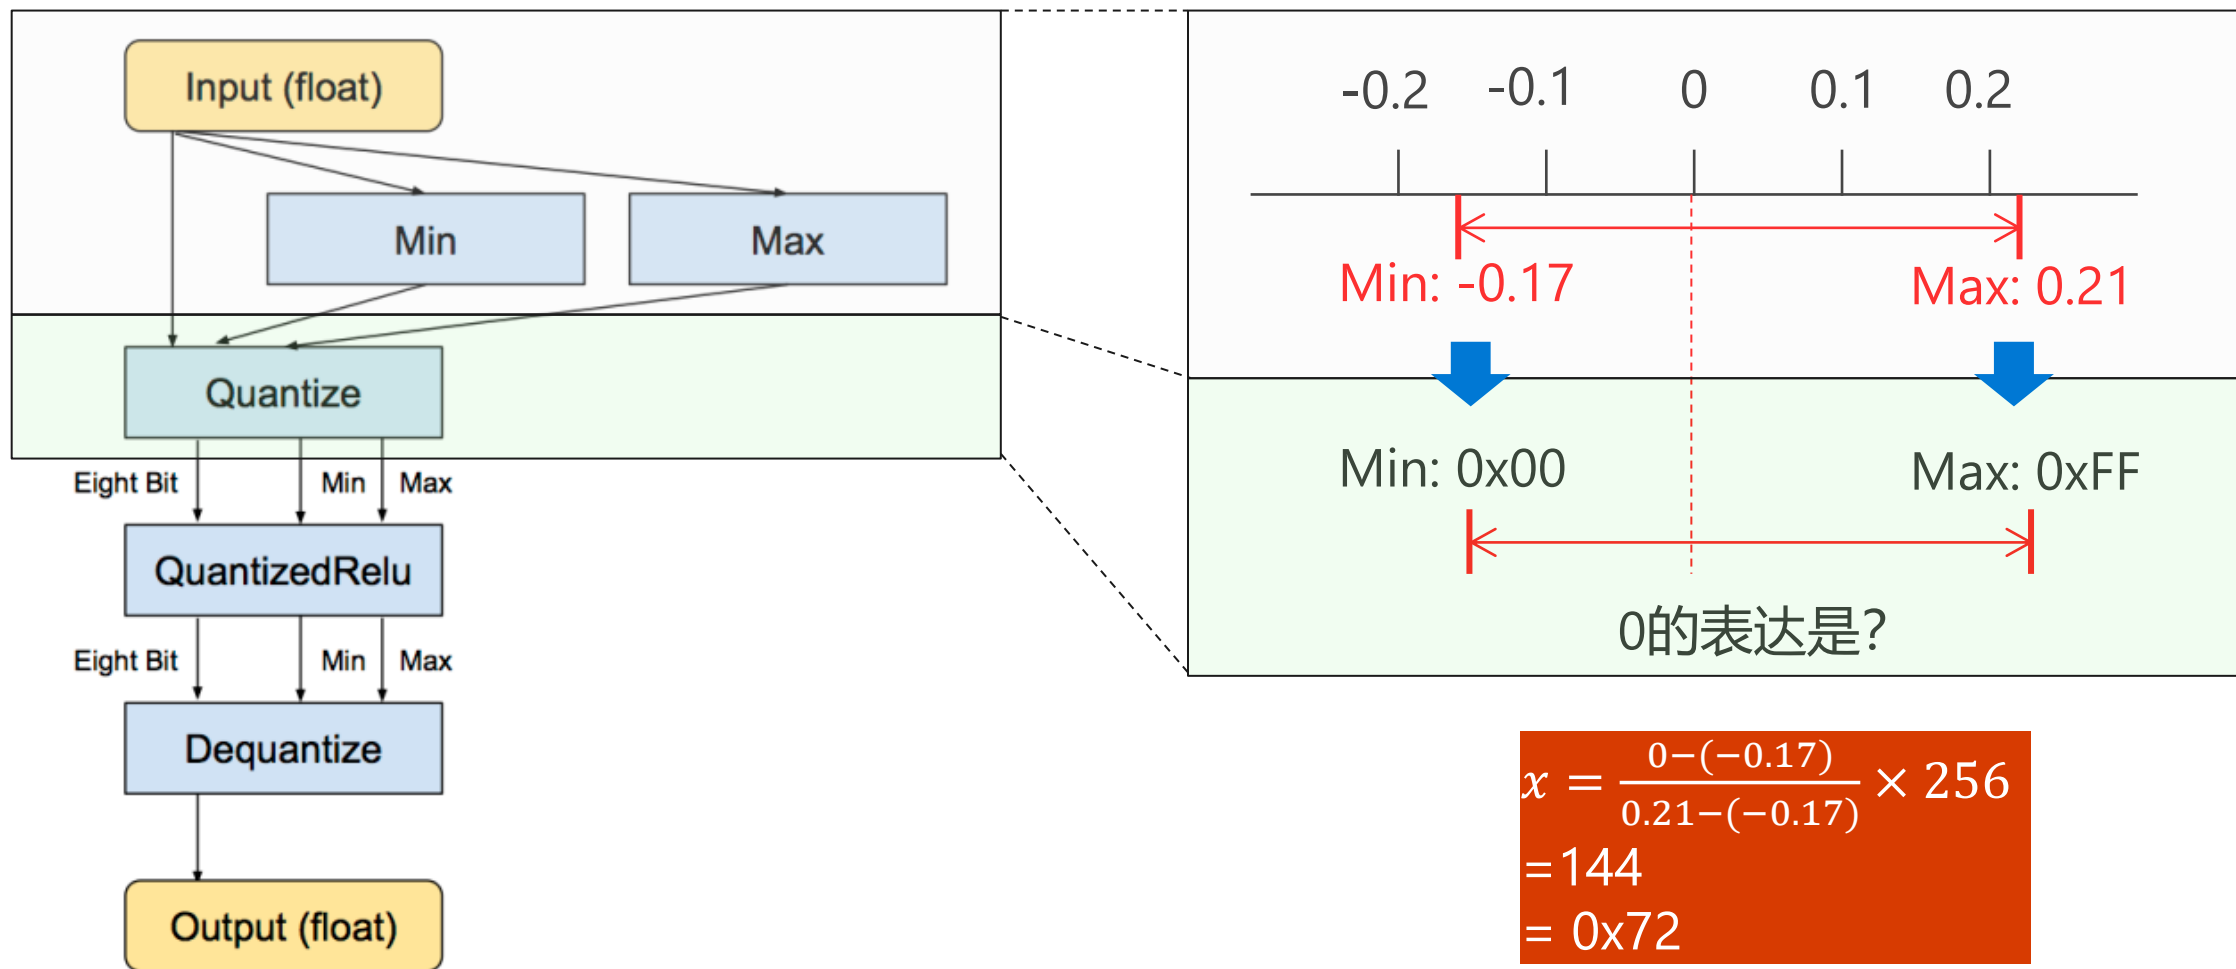 Input (float)
Min
Max
Quantize
Eight Bit
Min
Max
QuantizedRelu
Eight Bit
Min
Max
Dequantize
Output (float)
-0.2
-0.1
0
0.1
0.2
Min: -0.17
Max: 0.21
Min: 0x00
Max: 0xFF
0的表达是?
x = \frac{0-(-0.17)}{0.21-(-0.17)} × 256
=144
= 0x72